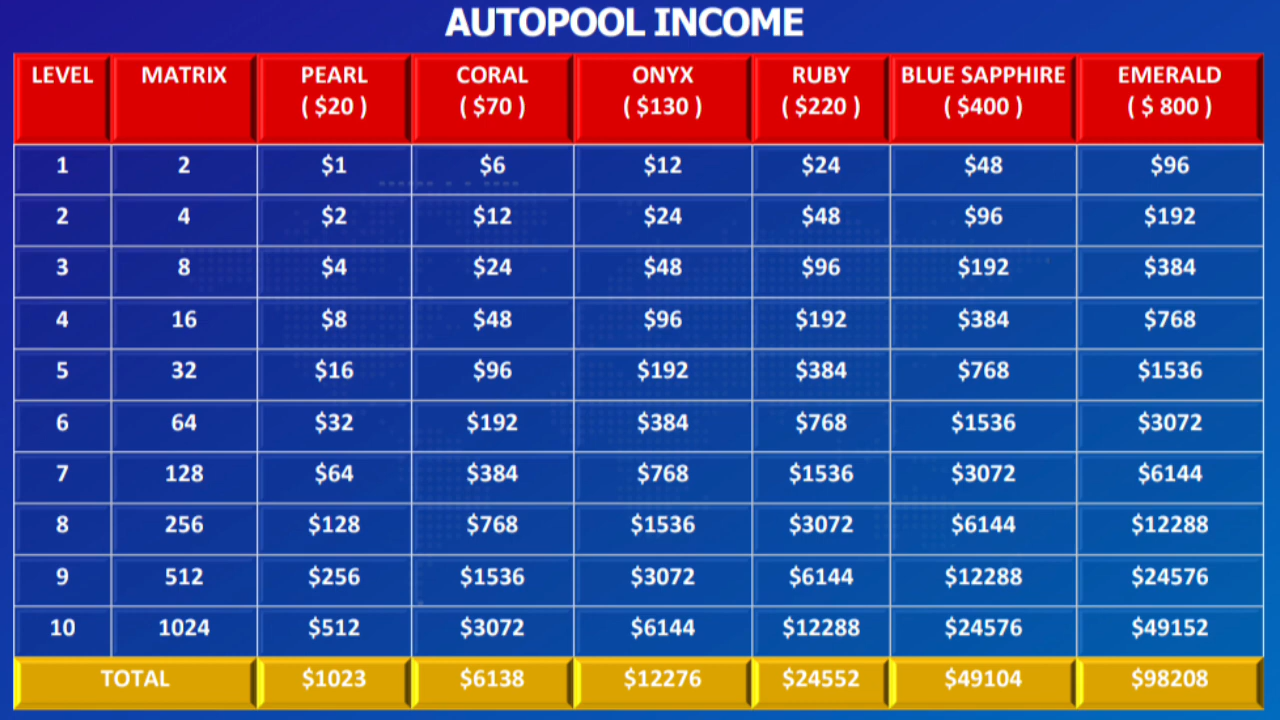 AUTOPOOL INCOME
LEVEL MATRIX PEARL CORAL ONYX RUBY BLUE SAPPHIRE EMERALD
( $20 ) ( $70 ) ( $130 ) ( $220 ) ( $400 ) ( $ 800 )
1 2 $1 $6 $12 $24 $48 $96
2 4 $2 $12 $24 $48 $96 $192
3 8 $4 $24 $48 $96 $192 $384
4 16 $8 $48 $96 $192 $384 $768
5 32 $16 $96 $192 $384 $768 $1536
6 64 $32 $192 $384 $768 $1536 $3072
7 128 $64 $384 $768 $1536 $3072 $6144
8 256 $128 $768 $1536 $3072 $6144 $12288
9 512 $256 $1536 $3072 $6144 $12288 $24576
10 1024 $512 $3072 $6144 $12288 $24576 $49152
TOTAL $1023 $6138 $12276 $24552 $49104 $98208